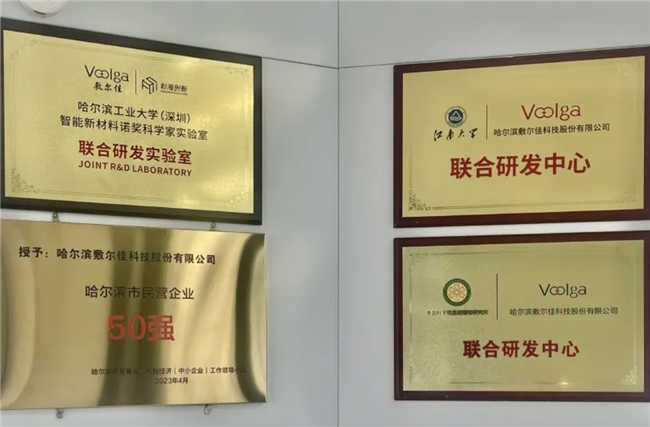 Voolga
敷尔佳
哈尔滨工业大学(深圳)
智能新材料诺奖科学家实验室
联合研发实验室
JOINT R&D LABORATORY
授予：哈尔滨敷尔佳科技股份有限公司
哈尔滨市民营企业
50强
2023年4月
江南大学
Voolga
哈尔滨敷尔佳科技股份有限公司
联合研发中心
Voolga
哈尔滨敷尔佳科技股份有限公司
联合研发中心